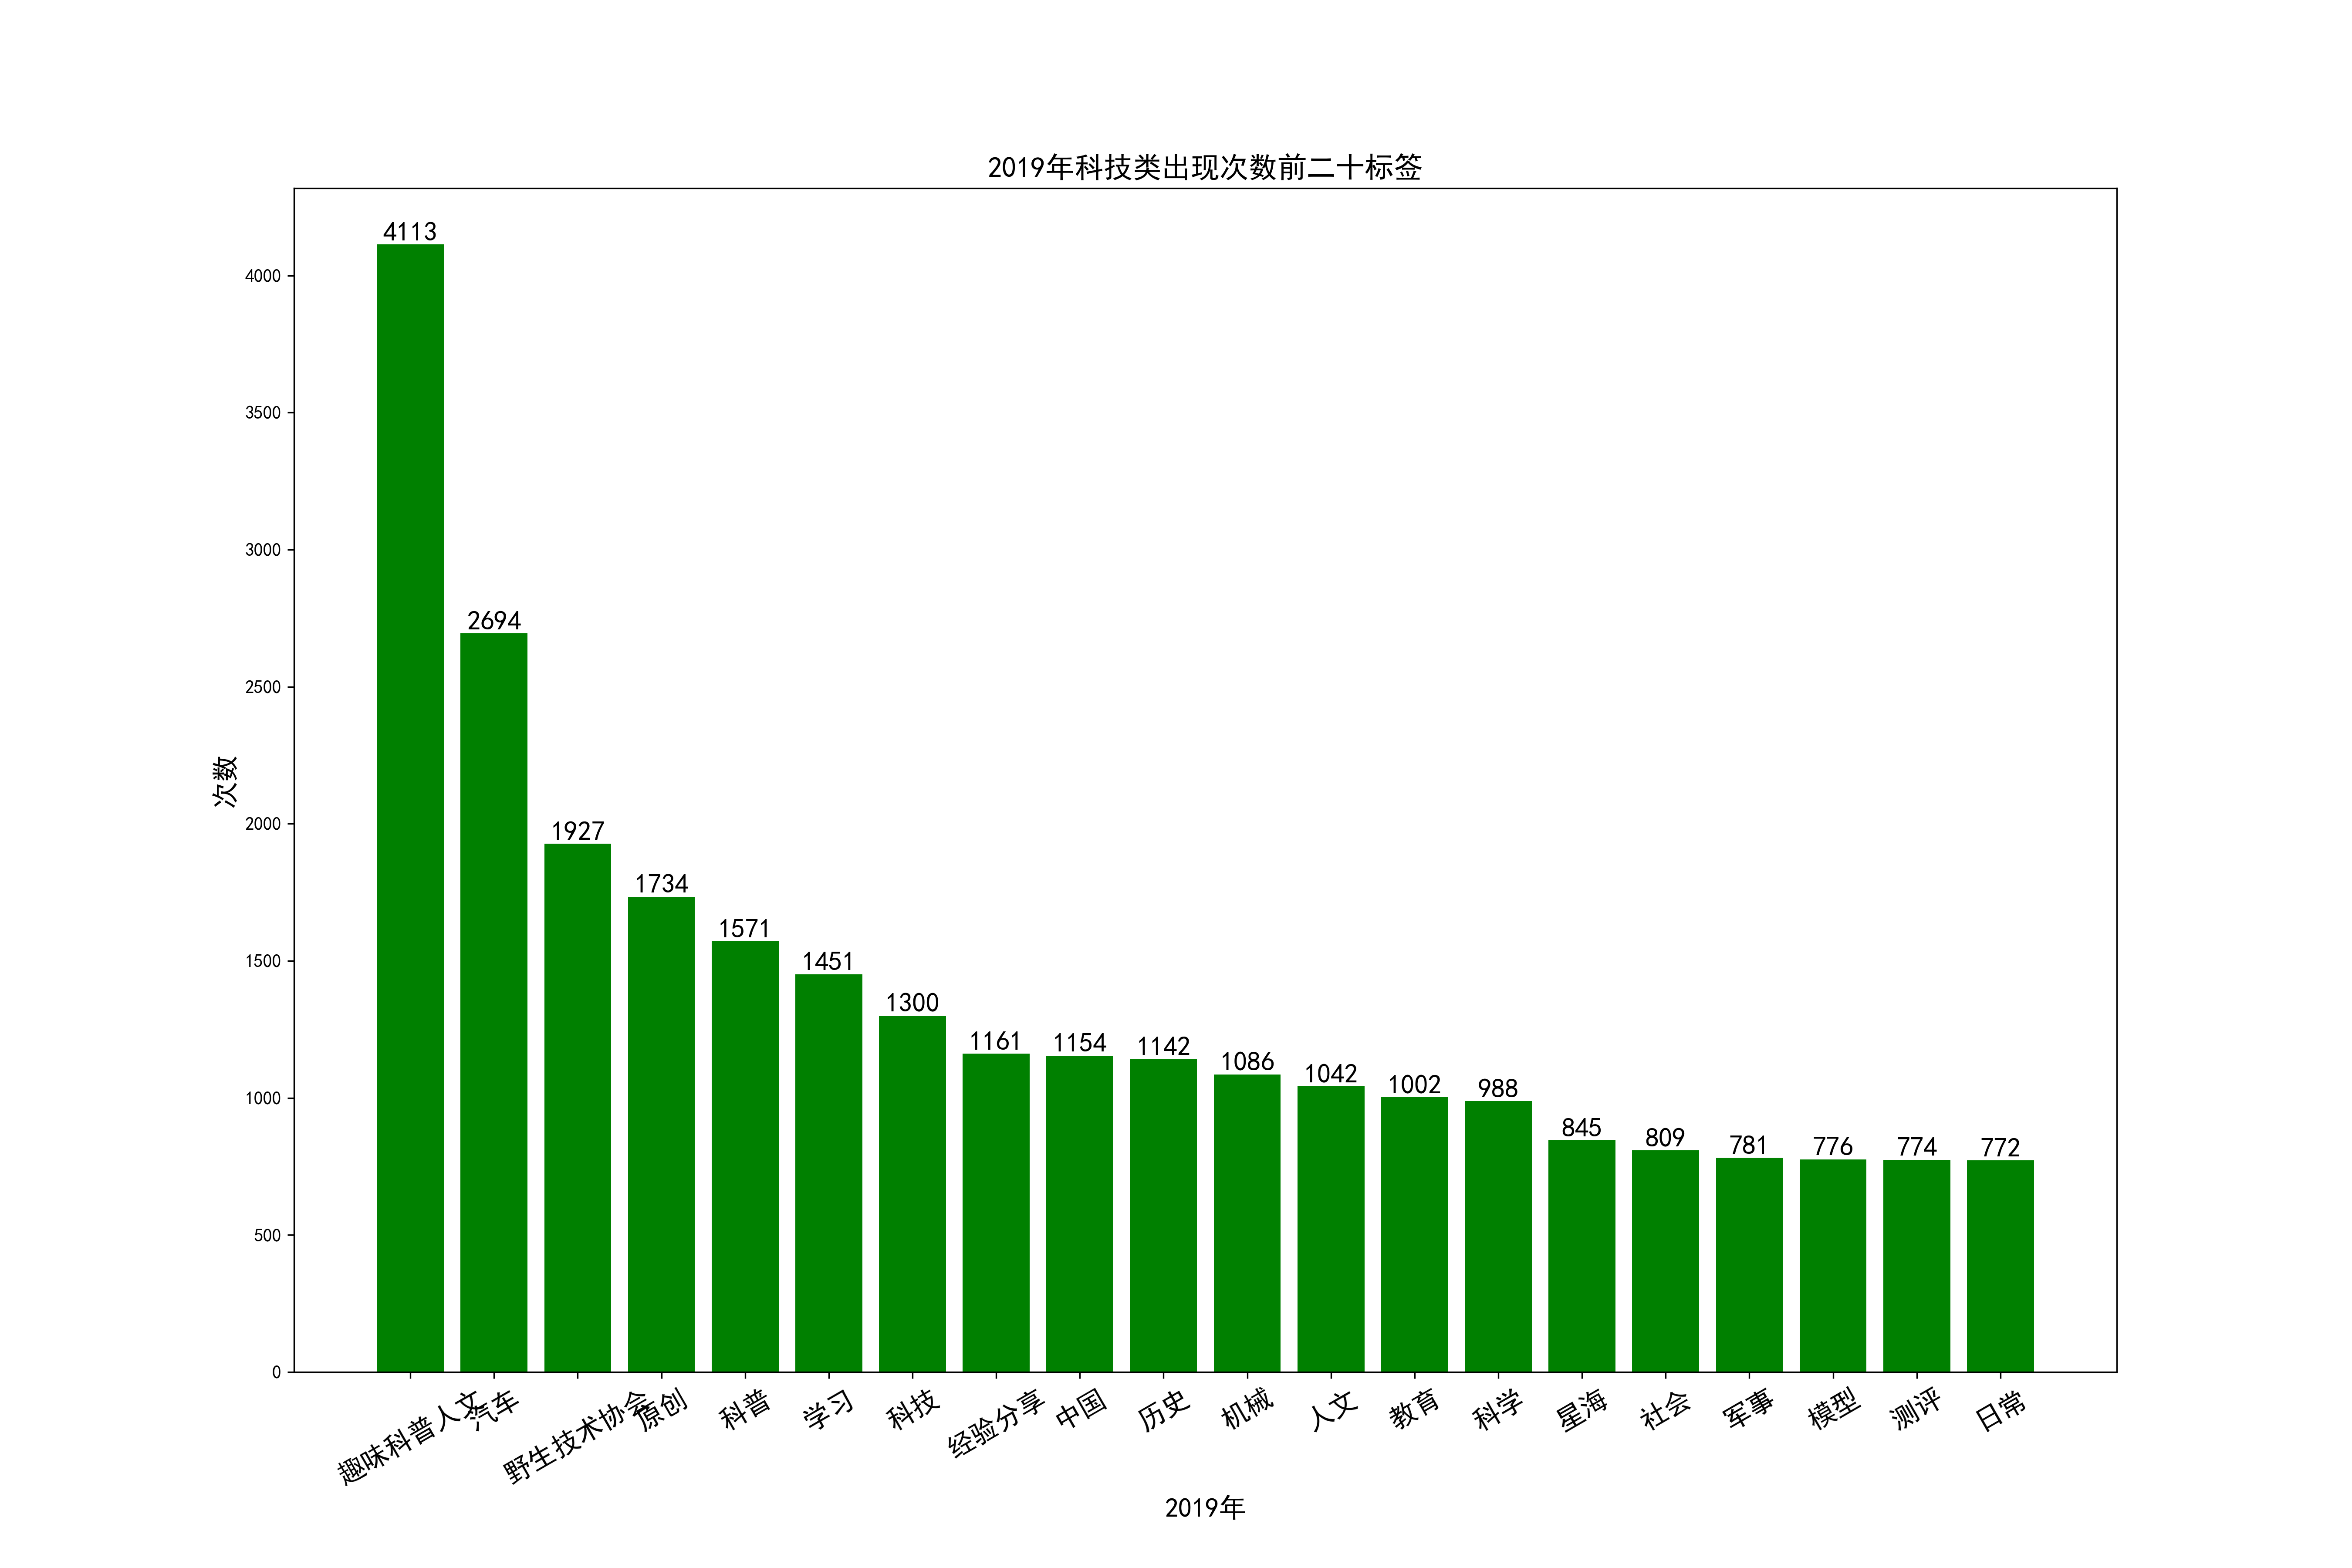 2019年科技类出现次数前二十标签
次数
4000
3500
3000
2500
2000
1500
1000
500
0
4113
2694
1927
1734
1571
1451
1300
1161
1154
1142
1086
1042
1002
988
845
809
781
776
774
772
趣味科普人文
汽车
野生技术协会
原创
科普
学习
科技
经验分享
中国
历史
机械
人文
教育
科学
星海
社会
军事
模型
测评
日常
2019年